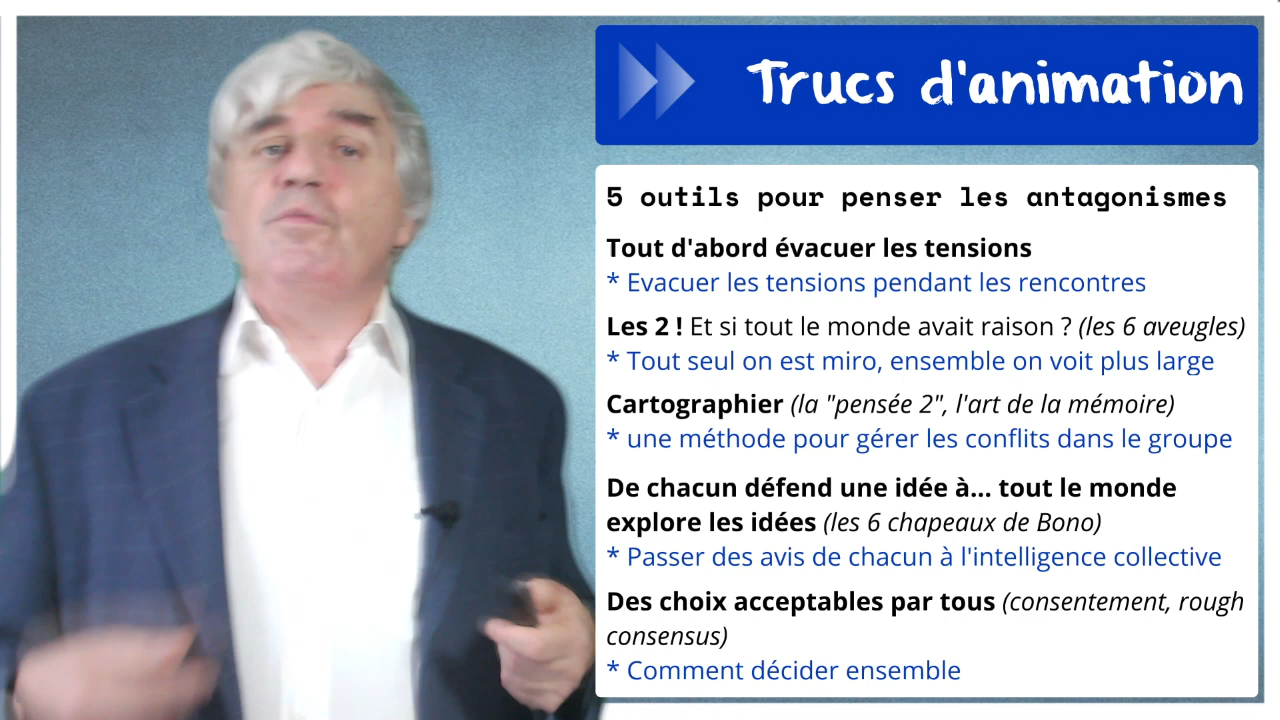 Trucs d'animation
5 outils pour penser les antagonismes
Tout d'abord évacuer les tensions
* Evacuer les tensions pendant les rencontres
Les 2 ! Et si tout le monde avait raison ? (les 6 aveugles)
* Tout seul on est miro, ensemble on voit plus large
Cartographier (la "pensée 2", l'art de la mémoire)
* une méthode pour gérer les conflits dans le groupe
De chacun défend une idée à... tout le monde
explore les idées (les 6 chapeaux de Bono)
* Passer des avis de chacun à l'intelligence collective
Des choix acceptables par tous (consentement, rough
consensus)
* Comment décider ensemble